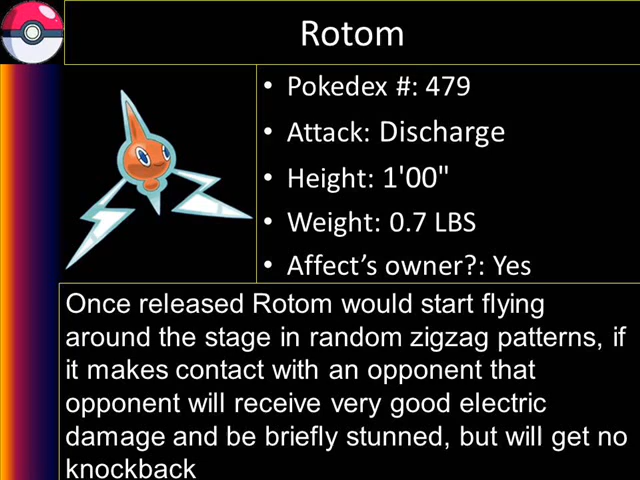 Rotom
• Pokedex #: 479
• Attack: Discharge
• Height: 1'00"
• Weight: 0.7 LBS
• Affect’s owner?: Yes
Once released Rotom would start flying
around the stage in random zigzag patterns, if
it makes contact with an opponent that
opponent will receive very good electric
damage and be briefly stunned, but will get no
knockback